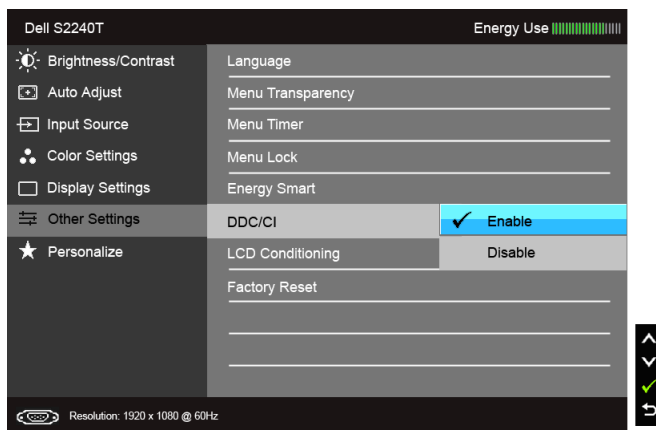 Dell S2240T
Energy Use
Brightness/Contrast
Auto Adjust
Input Source
Color Settings
Display Settings
Other Settings
Personalize
Language
Menu Transparency
Menu Timer
Menu Lock
Energy Smart
DDC/CI
Enable
Disable
LCD Conditioning
Factory Reset
Resolution: 1920 x 1080 @ 60Hz